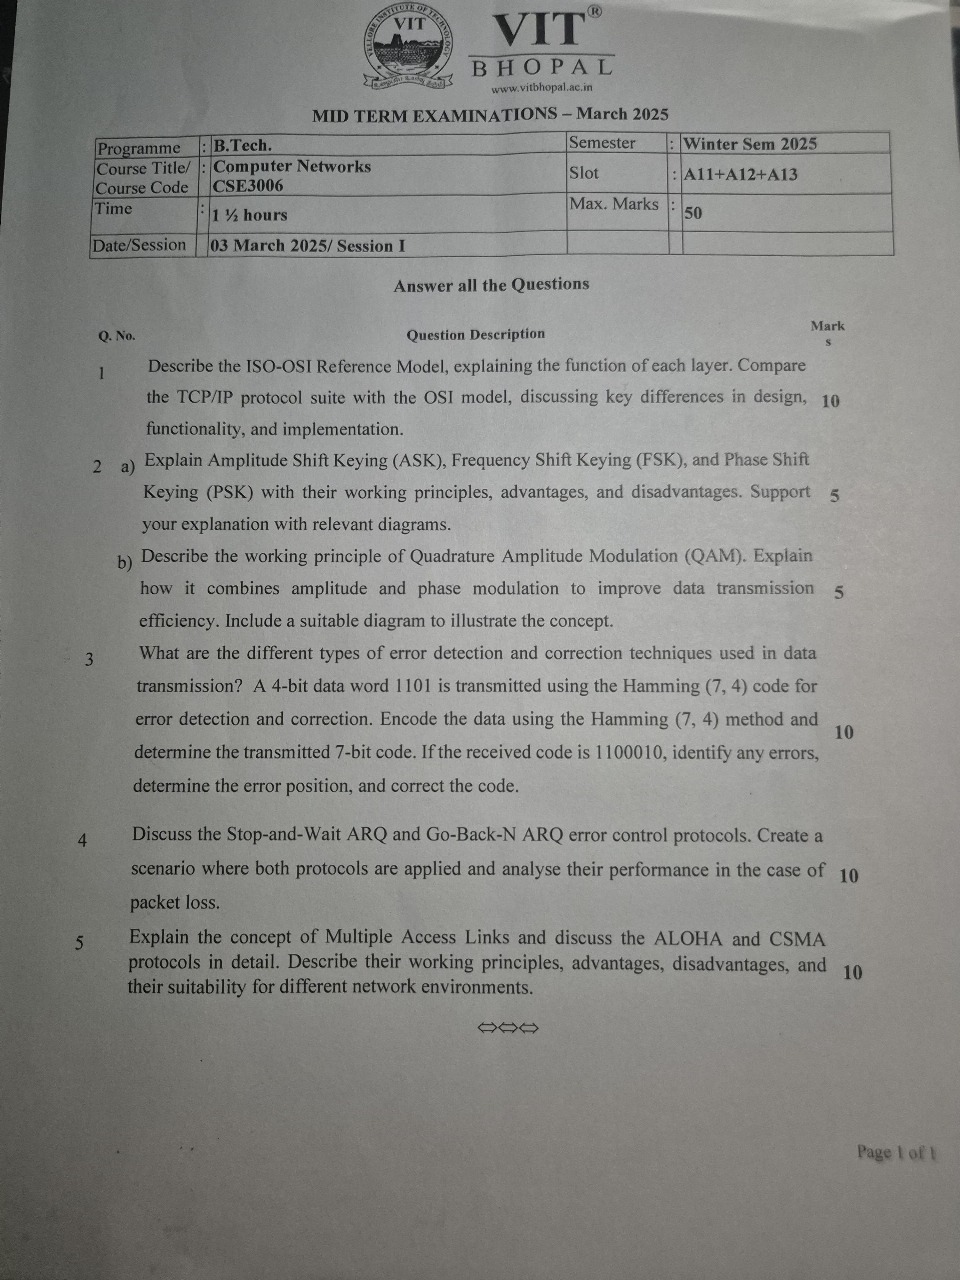 VELLORE INSTITUTE OF TECHNOLOGY
VIT
VIT®
BHOPAL
www.vitbhopal.ac.in
MID TERM EXAMINATIONS – March 2025
Programme : B.Tech. Semester : Winter Sem 2025
Course Title/ : Computer Networks Slot : A11+A12+A13
Course Code CSE3006
Time : 1 ½ hours Max. Marks : 50
Date/Session 03 March 2025/ Session I
Answer all the Questions
Q. No. Question Description Mark
s
1 Describe the ISO-OSI Reference Model, explaining the function of each layer. Compare
the TCP/IP protocol suite with the OSI model, discussing key differences in design, 10
functionality, and implementation.
2 a) Explain Amplitude Shift Keying (ASK), Frequency Shift Keying (FSK), and Phase Shift
Keying (PSK) with their working principles, advantages, and disadvantages. Support 5
your explanation with relevant diagrams.
b) Describe the working principle of Quadrature Amplitude Modulation (QAM). Explain
how it combines amplitude and phase modulation to improve data transmission 5
efficiency. Include a suitable diagram to illustrate the concept.
3 What are the different types of error detection and correction techniques used in data
transmission? A 4-bit data word 1101 is transmitted using the Hamming (7, 4) code for
error detection and correction. Encode the data using the Hamming (7, 4) method and 10
determine the transmitted 7-bit code. If the received code is 1100010, identify any errors,
determine the error position, and correct the code.
4 Discuss the Stop-and-Wait ARQ and Go-Back-N ARQ error control protocols. Create a
scenario where both protocols are applied and analyse their performance in the case of 10
packet loss.
5 Explain the concept of Multiple Access Links and discuss the ALOHA and CSMA
protocols in detail. Describe their working principles, advantages, disadvantages, and 10
their suitability for different network environments.
⇔⇔⇔
Page 1 of 1